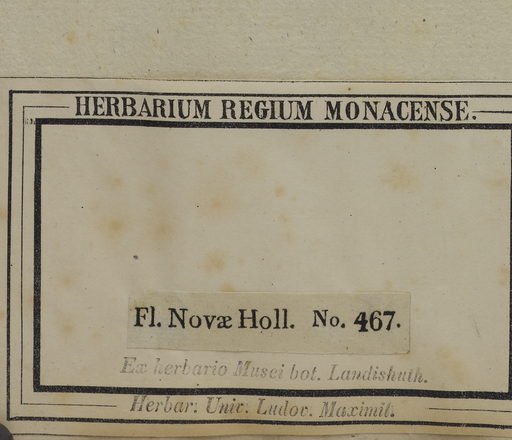 HERBARIUM REGIUM MONACENSE.
Fl. Novæ Holl. No. 467.
Ex herbario Musei bot. Landishuth.
Herbar: Univ. Ludov. Maximil.